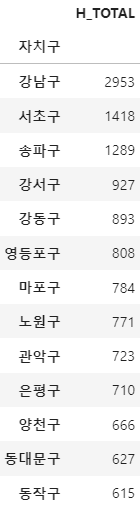 H_TOTAL
자치구
강남구 2953
서초구 1418
송파구 1289
강서구 927
강동구 893
영등포구 808
마포구 784
노원구 771
관악구 723
은평구 710
양천구 666
동대문구 627
동작구 615